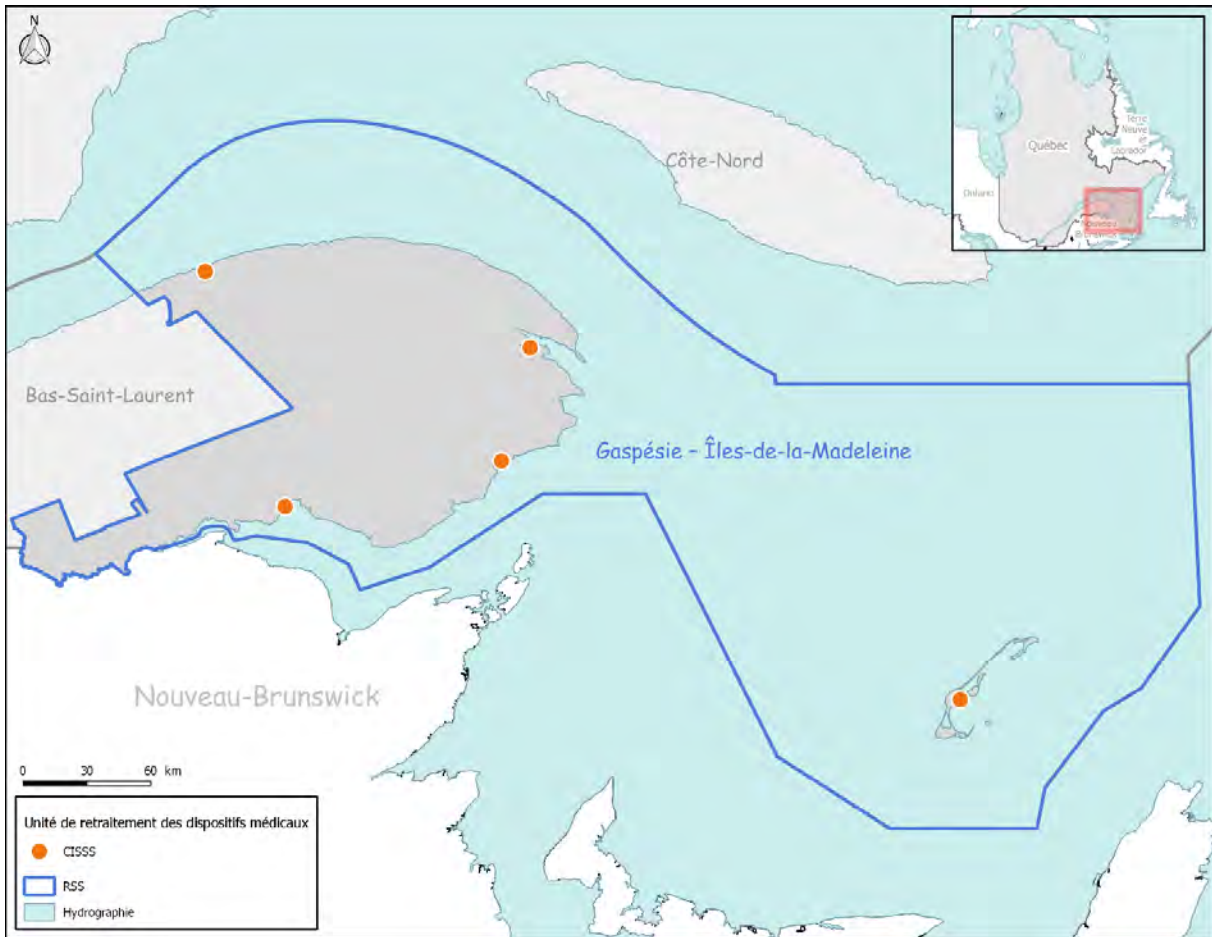 N
Côte-Nord
Québec
Terre
Neuve
et
Labrador
Ontario
Bas-Saint-Laurent
Gaspésie – Îles-de-la-Madeleine
Nouveau-Brunswick
0 30 60 km
Unité de retraitement des dispositifs médicaux
CISSS
RSS
Hydrographie